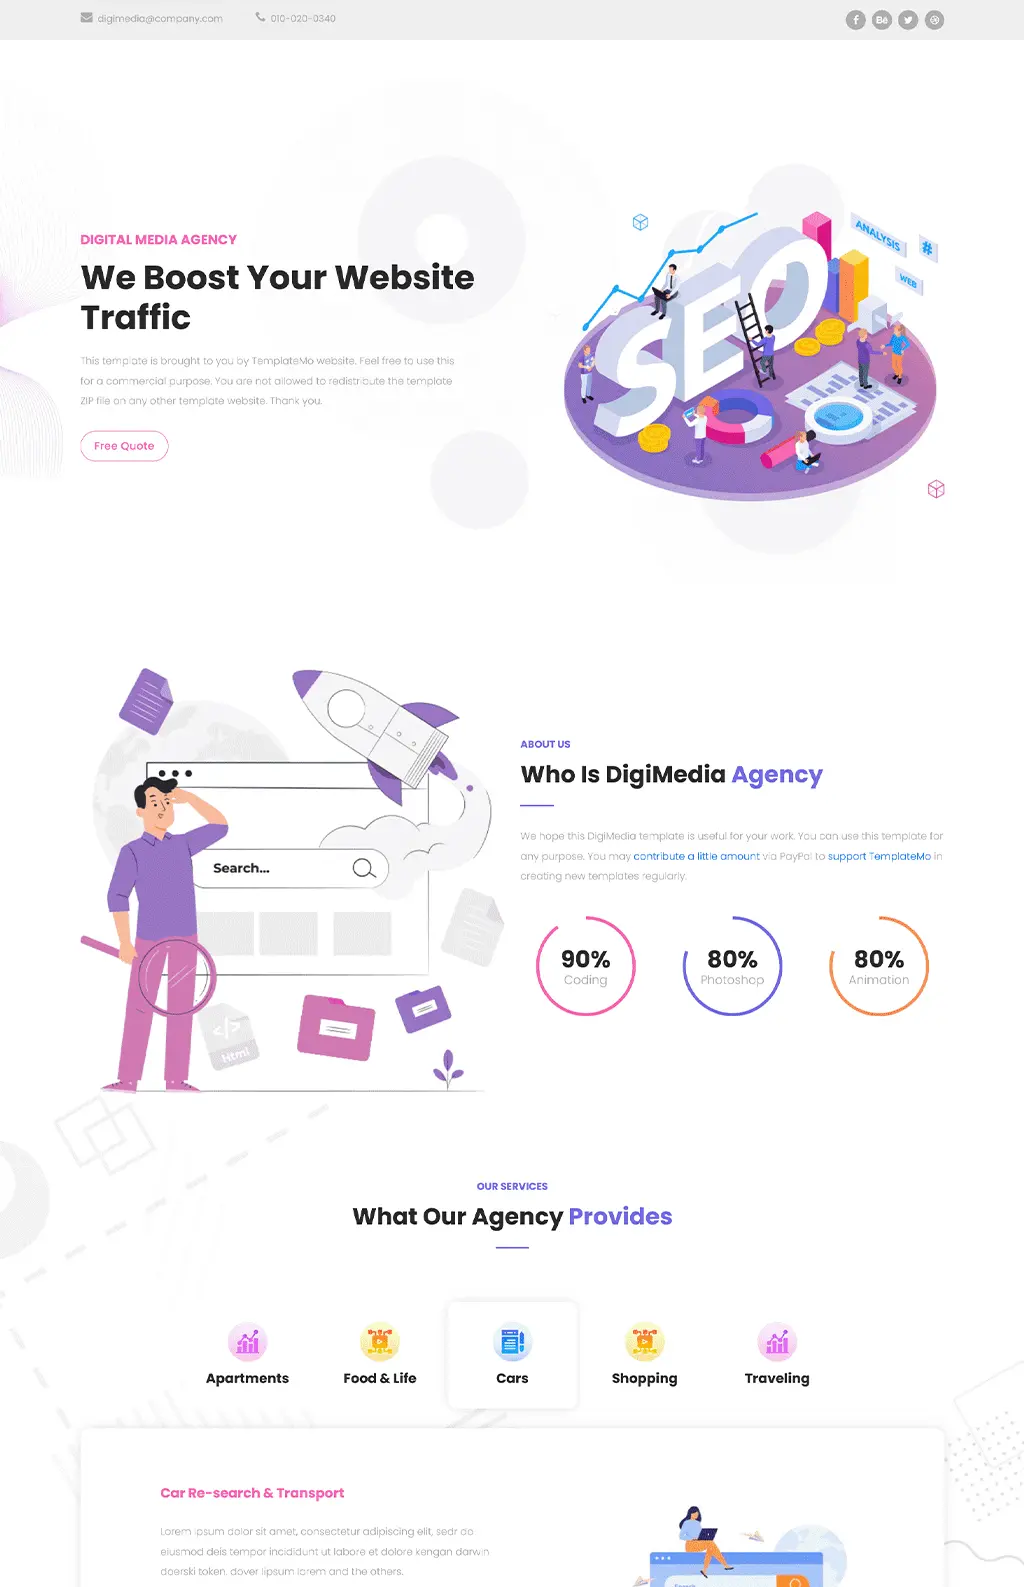 digimedia@company.com
010-020-0340
DIGITAL MEDIA AGENCY
We Boost Your Website
Traffic
This template is brought to you by TemplateMo website. Feel free to use this
for a commercial purpose. You are not allowed to redistribute the template
ZIP file on any other template website. Thank you.
Free Quote
SEO
ANALYSIS
#
WEB
Search...
</>
Html
ABOUT US
Who Is DigiMedia Agency
We hope this DigiMedia template is useful for your work. You can use this template for
any purpose. You may contribute a little amount via PayPal to support TemplateMo in
creating new templates regularly.
90%
Coding
80%
Photoshop
80%
Animation
OUR SERVICES
What Our Agency Provides
Apartments
Food & Life
Cars
Shopping
Traveling
Car Re-search & Transport
Lorem ipsum dolor sit amet, consectetur adipiscing elit, sedr do
eiusmod deis tempor incididunt ut labore et dolore kengan darwin
doerski token. dover lipsum lorem and the others.
Search...